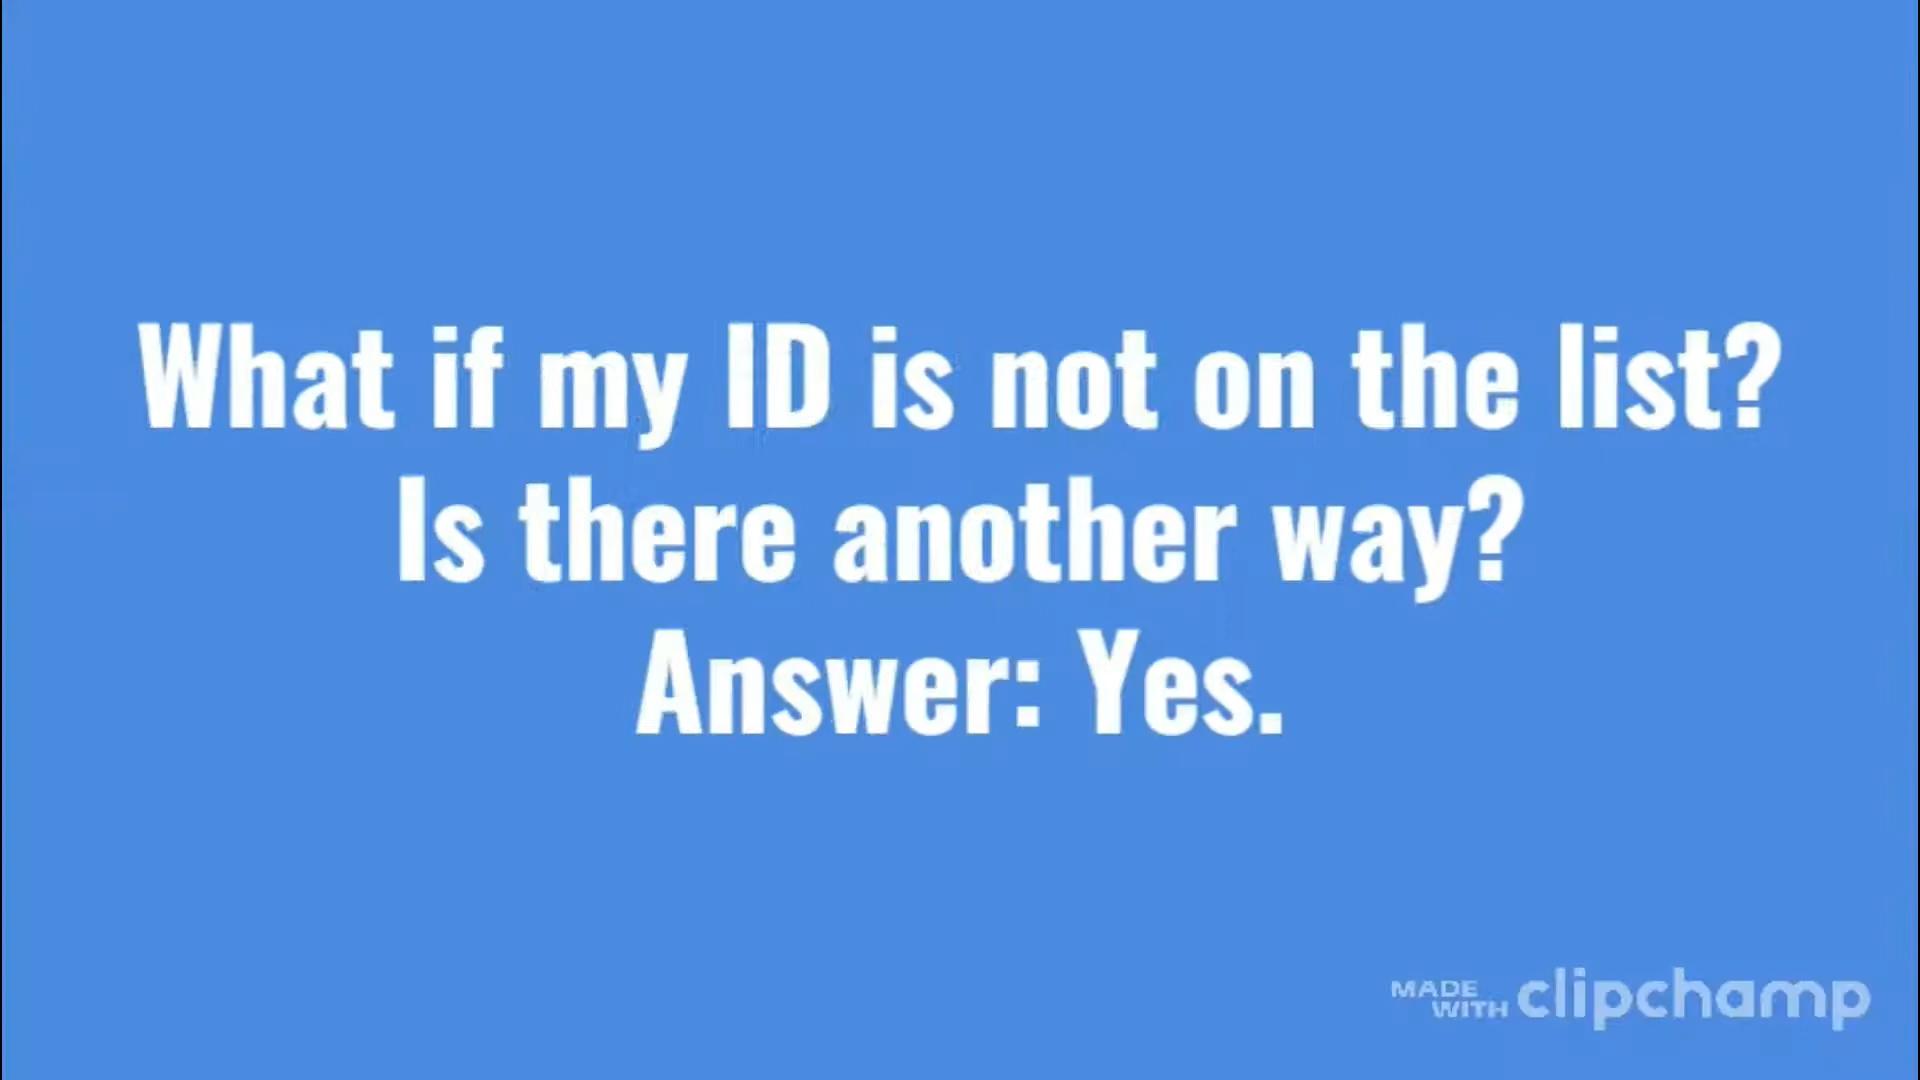 What if my ID is not on the list?
Is there another way?
Answer: Yes.
MADE
WITH clipchamp